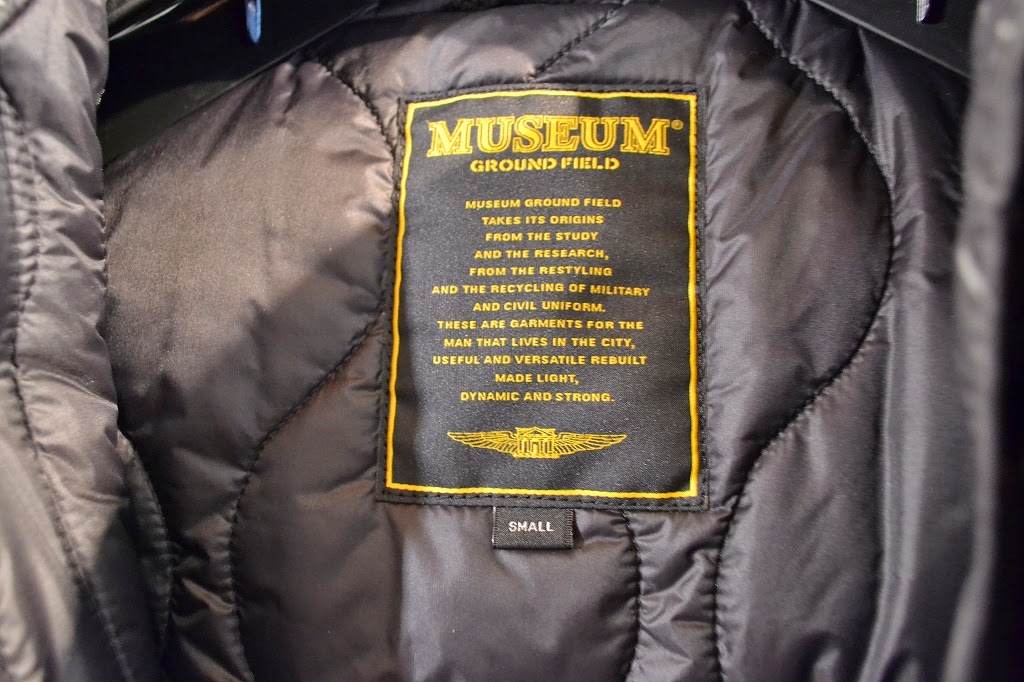 MUSEUM®
GROUND FIELD
MUSEUM GROUND FIELD
TAKES ITS ORIGINS
FROM THE STUDY
AND THE RESEARCH,
FROM THE RESTYLING
AND THE RECYCLING OF MILITARY
AND CIVIL UNIFORM.
THESE ARE GARMENTS FOR THE
MAN THAT LIVES IN THE CITY,
USEFUL AND VERSATILE REBUILT
MADE LIGHT,
DYNAMIC AND STRONG.
SMALL